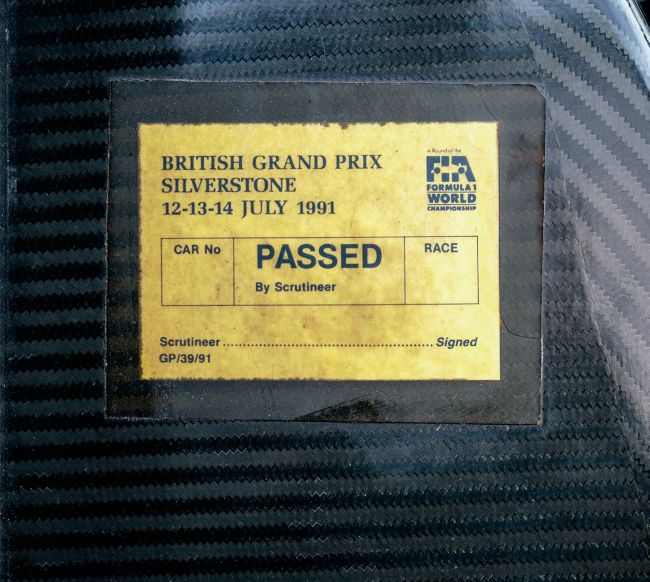 BRITISH GRAND PRIX
SILVERSTONE
12-13-14 JULY 1991
a Round of the
FIA
FORMULA 1
WORLD
CHAMPIONSHIP
CAR No
PASSED
By Scrutineer
RACE
Scrutineer.................................................. Signed
GP/39/91